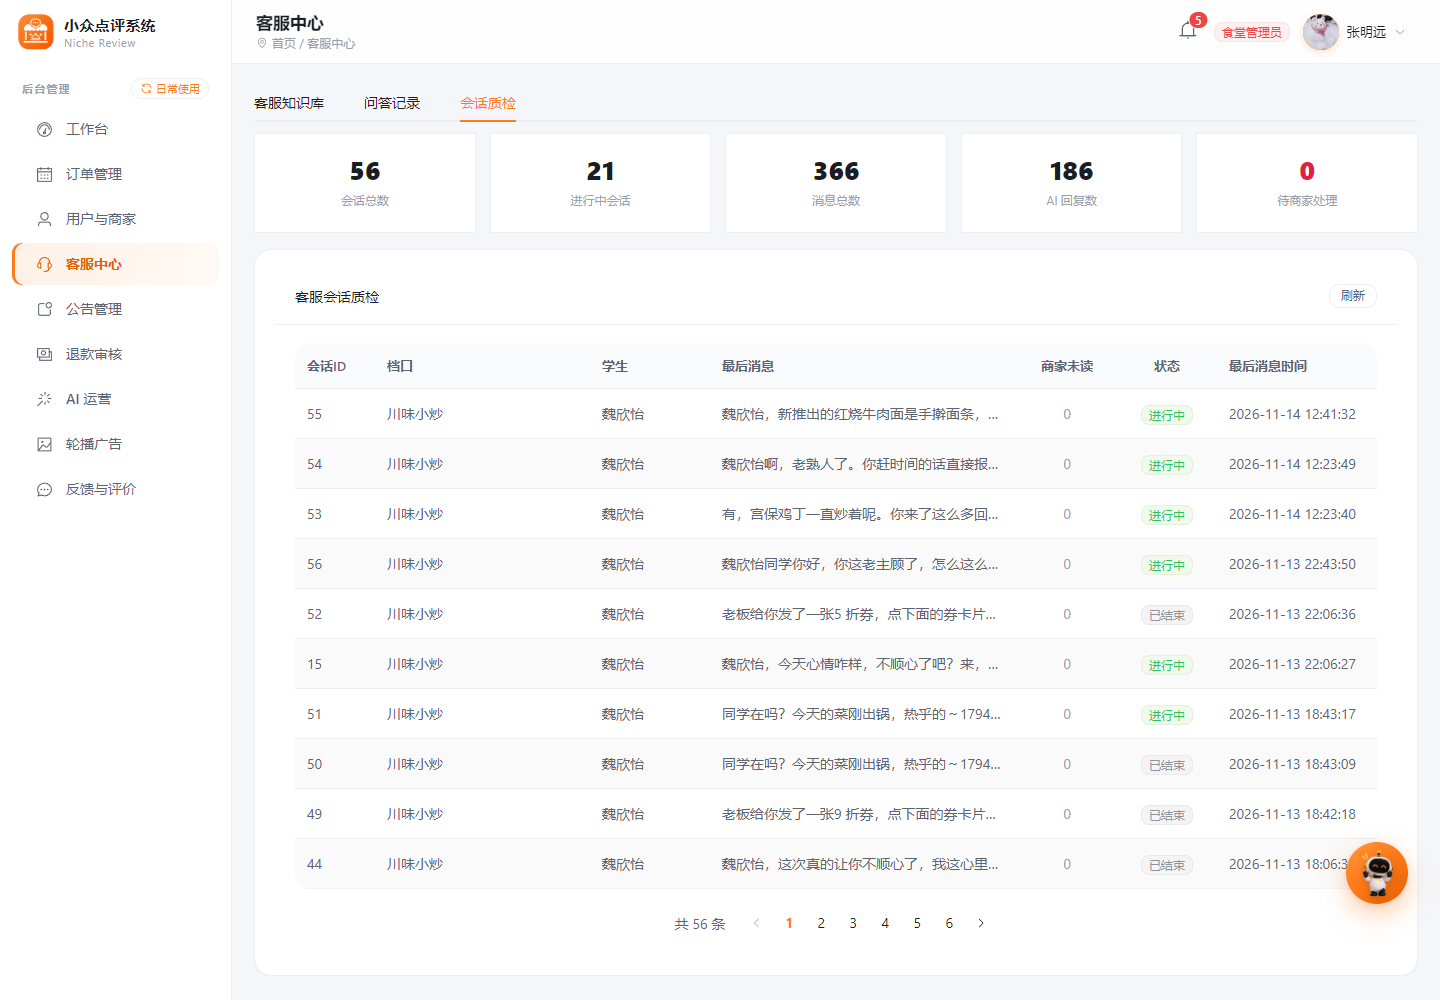 小众点评系统
Niche Review
后台管理
日常使用
工作台
订单管理
用户与商家
客服中心
公告管理
退款审核
AI 运营
轮播广告
反馈与评价
客服中心
首页 / 客服中心
5
食堂管理员
张明远
客服知识库
问答记录
会话质检
56
会话总数
21
进行中会话
366
消息总数
186
AI 回复数
0
待商家处理
客服会话质检
刷新
会话ID 档口 学生 最后消息 商家未读 状态 最后消息时间
55 川味小炒 魏欣怡 魏欣怡，新推出的红烧牛肉面是手擀面条，... 0 进行中 2026-11-14 12:41:32
54 川味小炒 魏欣怡 魏欣怡啊，老熟人了。你赶时间的话直接报... 0 进行中 2026-11-14 12:23:49
53 川味小炒 魏欣怡 有，宫保鸡丁一直炒着呢。你来了这么多回... 0 进行中 2026-11-14 12:23:40
56 川味小炒 魏欣怡 魏欣怡同学你好，你这老主顾了，怎么这么... 0 进行中 2026-11-13 22:43:50
52 川味小炒 魏欣怡 老板给你发了一张5 折券，点下面的券卡片... 0 已结束 2026-11-13 22:06:36
15 川味小炒 魏欣怡 魏欣怡，今天心情咋样，不顺心了吧？来，... 0 进行中 2026-11-13 22:06:27
51 川味小炒 魏欣怡 同学在吗？今天的菜刚出锅，热乎的～1794... 0 进行中 2026-11-13 18:43:17
50 川味小炒 魏欣怡 同学在吗？今天的菜刚出锅，热乎的～1794... 0 已结束 2026-11-13 18:43:09
49 川味小炒 魏欣怡 老板给你发了一张9 折券，点下面的券卡片... 0 已结束 2026-11-13 18:42:18
44 川味小炒 魏欣怡 魏欣怡，这次真的让你不顺心了，我这心里... 0 已结束 2026-11-13 18:06:3
共 56 条 1 2 3 4 5 6